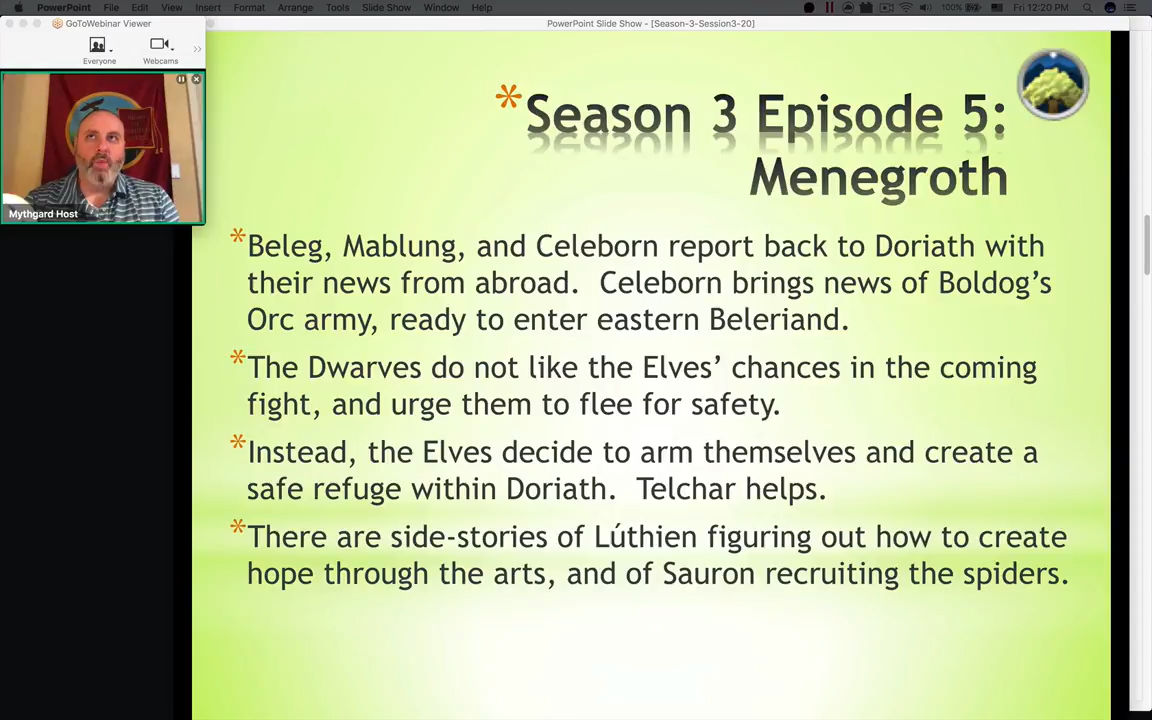 PowerPoint File Edit View Insert Format Arrange Tools Slide Show Window Help 100% Fri 12:20 PM
GoToWebinar Viewer
PowerPoint Slide Show - [Season-3-Session3-20]
Everyone Webcams
Mythgard Host
*Season 3 Episode 5:
Menegroth
*Beleg, Mablung, and Celeborn report back to Doriath with
their news from abroad. Celeborn brings news of Boldog's
Orc army, ready to enter eastern Beleriand.
*The Dwarves do not like the Elves' chances in the coming
fight, and urge them to flee for safety.
*Instead, the Elves decide to arm themselves and create a
safe refuge within Doriath. Telchar helps.
*There are side-stories of Lúthien figuring out how to create
hope through the arts, and of Sauron recruiting the spiders.